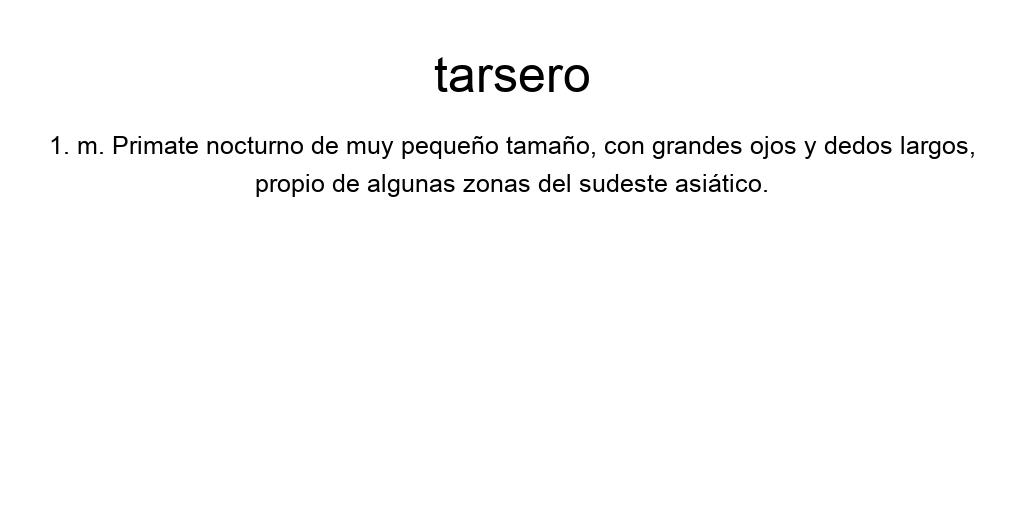 tarsero
1. m. Primate nocturno de muy pequeño tamaño, con grandes ojos y dedos largos,
propio de algunas zonas del sudeste asiático.